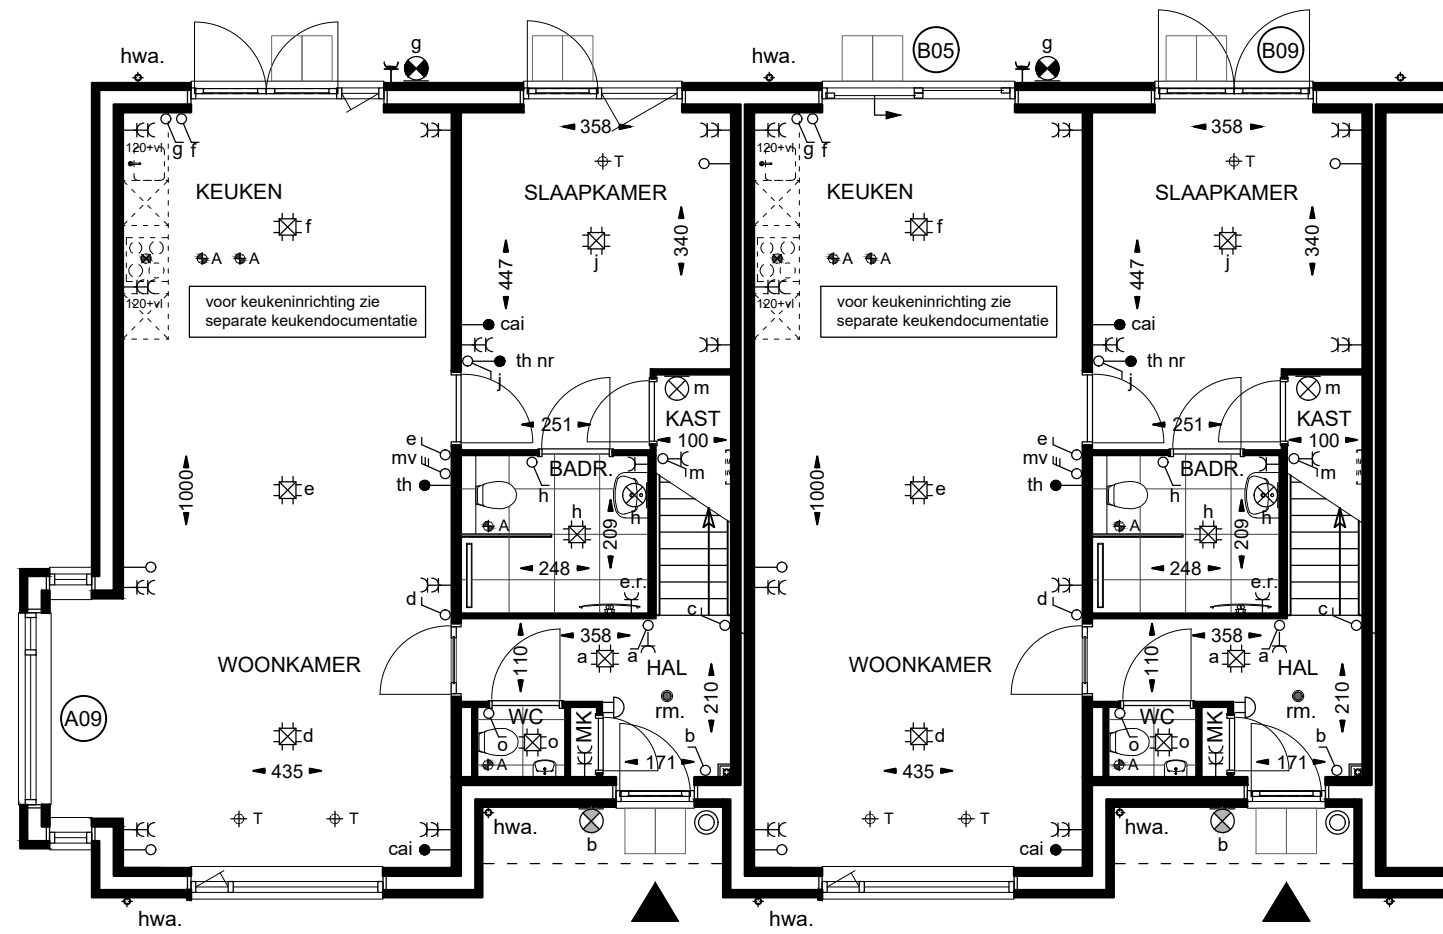 hwa.
g
hwa.
B05
g
B09
g f
120+vl
358
T
KEUKEN
SLAAPKAMER
f
340
j
A
A
447
120+vl
voor keukeninrichting zie
separate keukendocumentatie
cai
th nr
j
m
KAST
251
100
e
mv
th
BADR.
m
h
1000
e
h
h
A
209
248
e.r.
d
c
110
358
a
a
HAL
WOONKAMER
210
rm.
A09
WC
MK
d
o
o
b
A
435
171
T
T
hwa.
b
cai
hwa.
g f
120+vl
358
T
KEUKEN
SLAAPKAMER
f
340
j
A
A
447
120+vl
voor keukeninrichting zie
separate keukendocumentatie
cai
th nr
j
m
KAST
251
100
e
mv
th
BADR.
m
h
1000
e
h
h
A
209
248
e.r.
d
c
110
358
a
a
HAL
WOONKAMER
210
rm.
WC
MK
d
o
o
b
A
435
171
T
T
hwa.
b
cai
hwa.